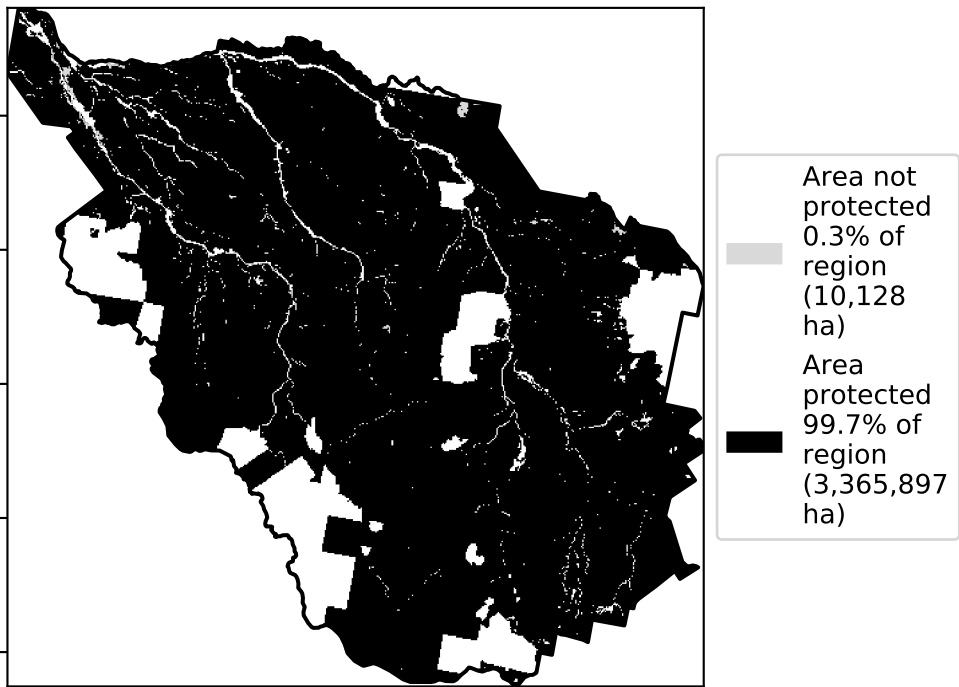 Area not
protected
0.3% of
region
(10,128
ha)
Area
protected
99.7% of
region
(3,365,897
ha)